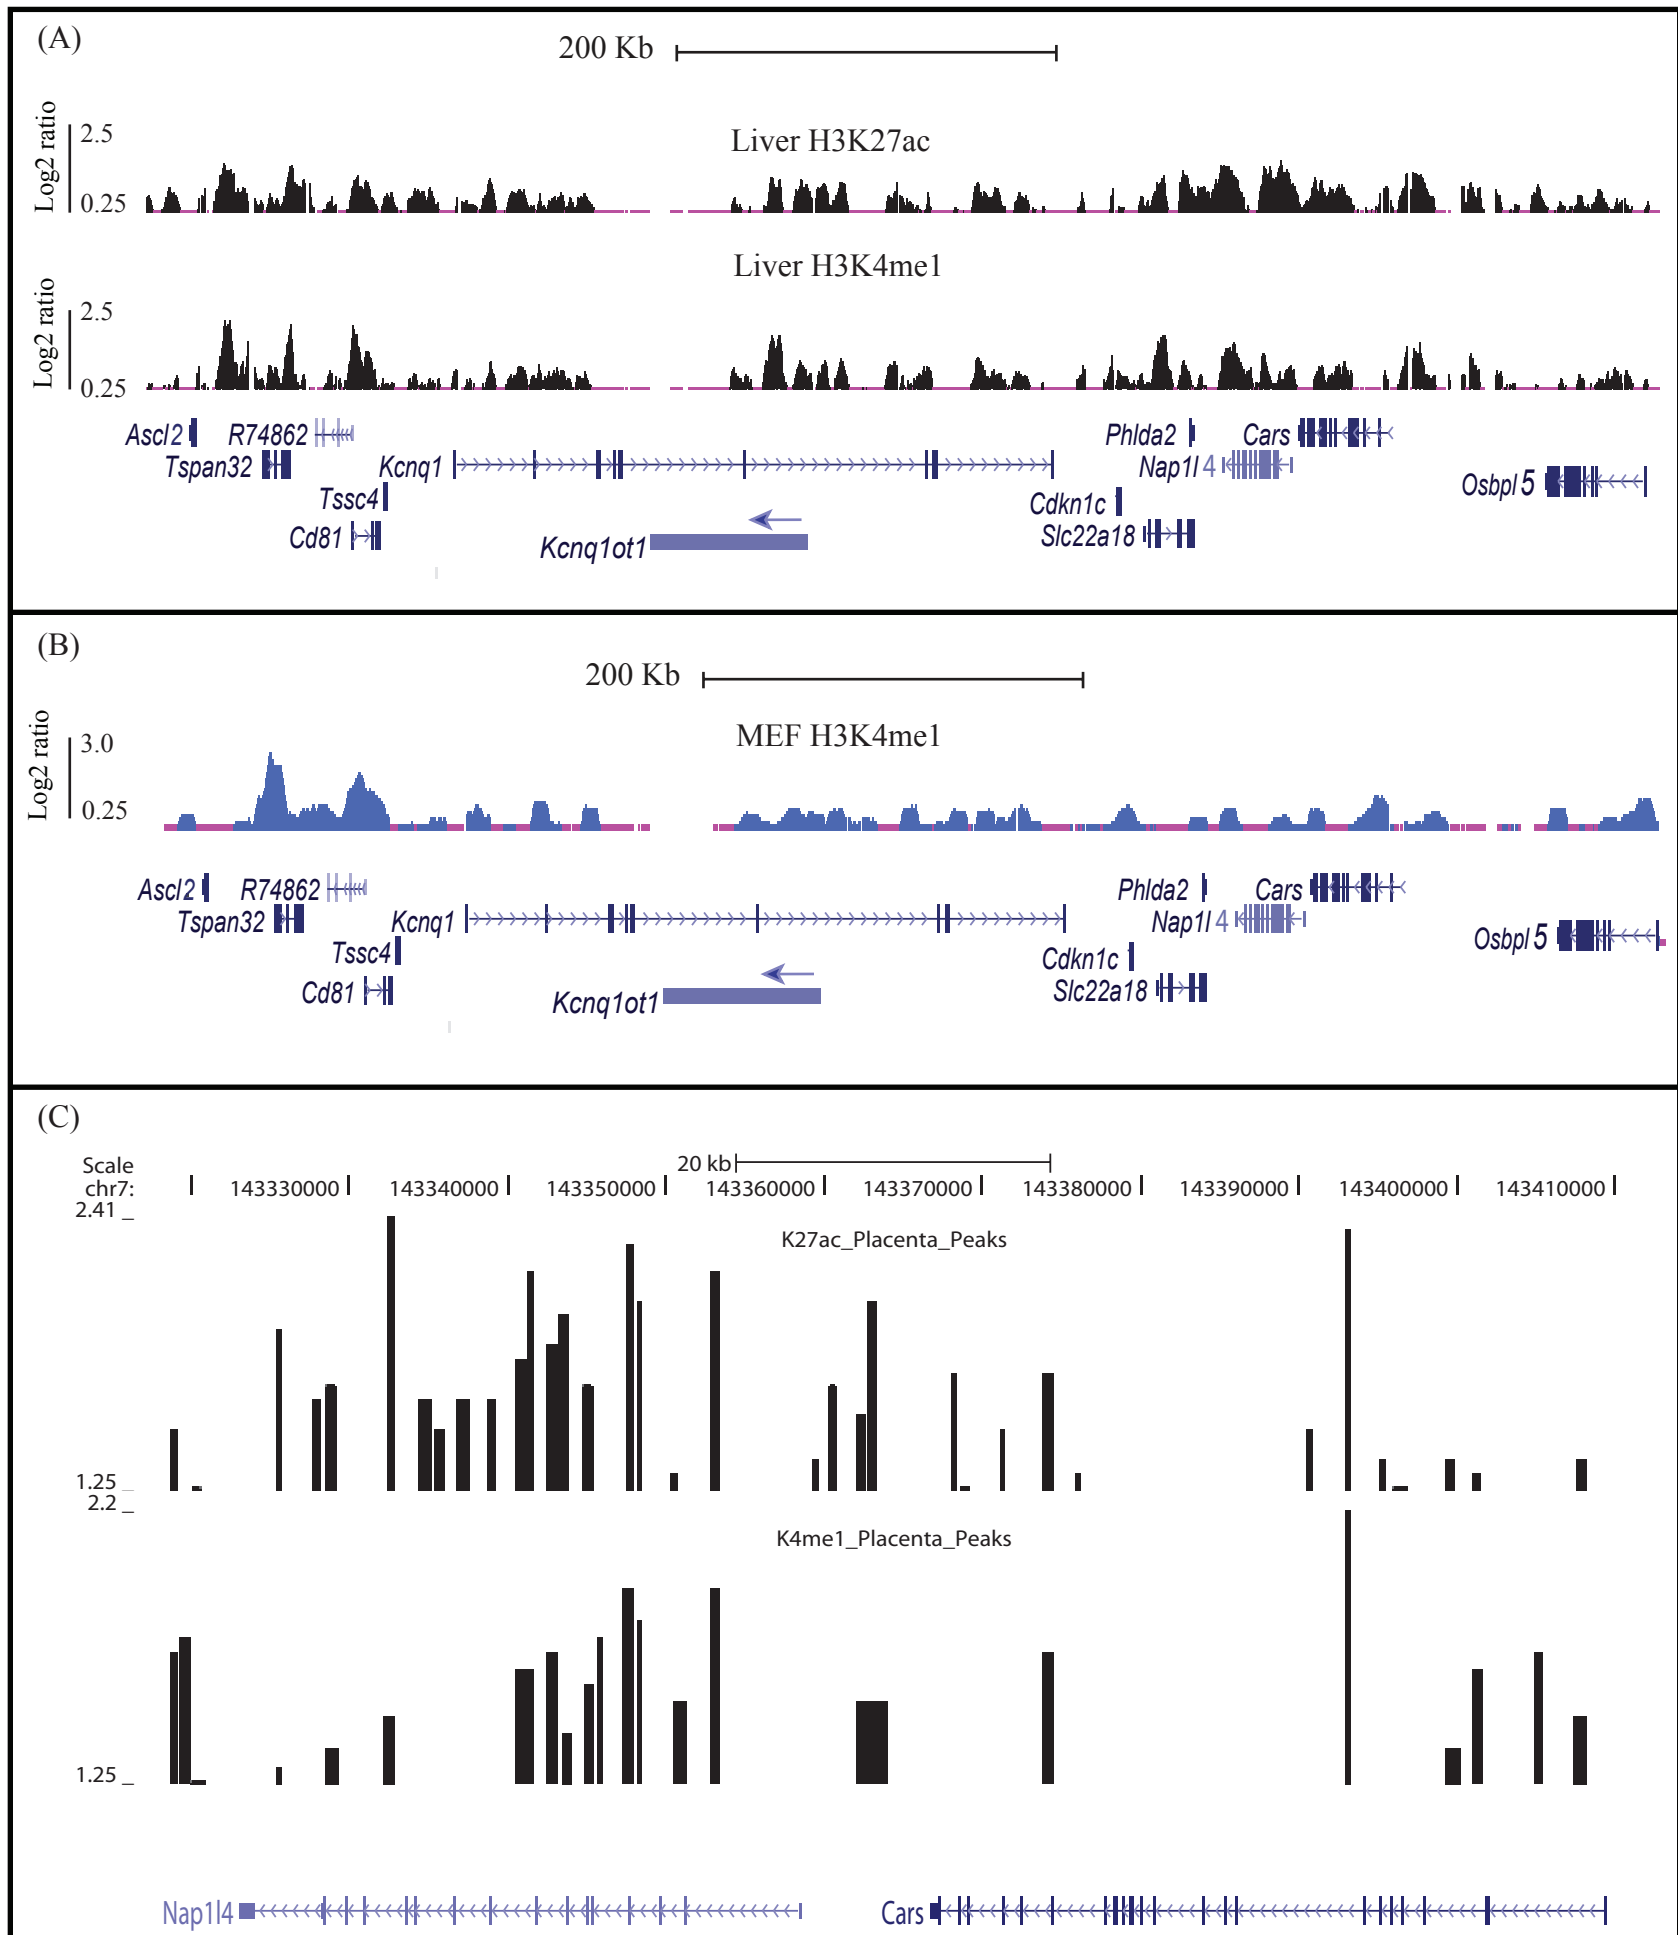 (A)
200 Kb
Log2 ratio
2.5
0.25
Liver H3K27ac
Liver H3K4me1
Log2 ratio
2.5
0.25
Ascl2 R74862 Phlda2 Cars
Tspan32 Kcnq1 Nap1l4 Osbpl5
Tssc4 Cdkn1c
Cd81 Kcnq1ot1 Slc22a18
(B)
200 Kb
MEF H3K4me1
Log2 ratio
3.0
0.25
Ascl2 R74862 Phlda2 Cars
Tspan32 Kcnq1 Nap1l4 Osbpl5
Tssc4 Cdkn1c
Cd81 Kcnq1ot1 Slc22a18
(C)
Scale 20 kb
chr7: 143330000 143340000 143350000 143360000 143370000 143380000 143390000 143400000 143410000
2.41 _
K27ac_Placenta_Peaks
1.25 _
2.2 _
K4me1_Placenta_Peaks
1.25 _
Nap1l4 Cars